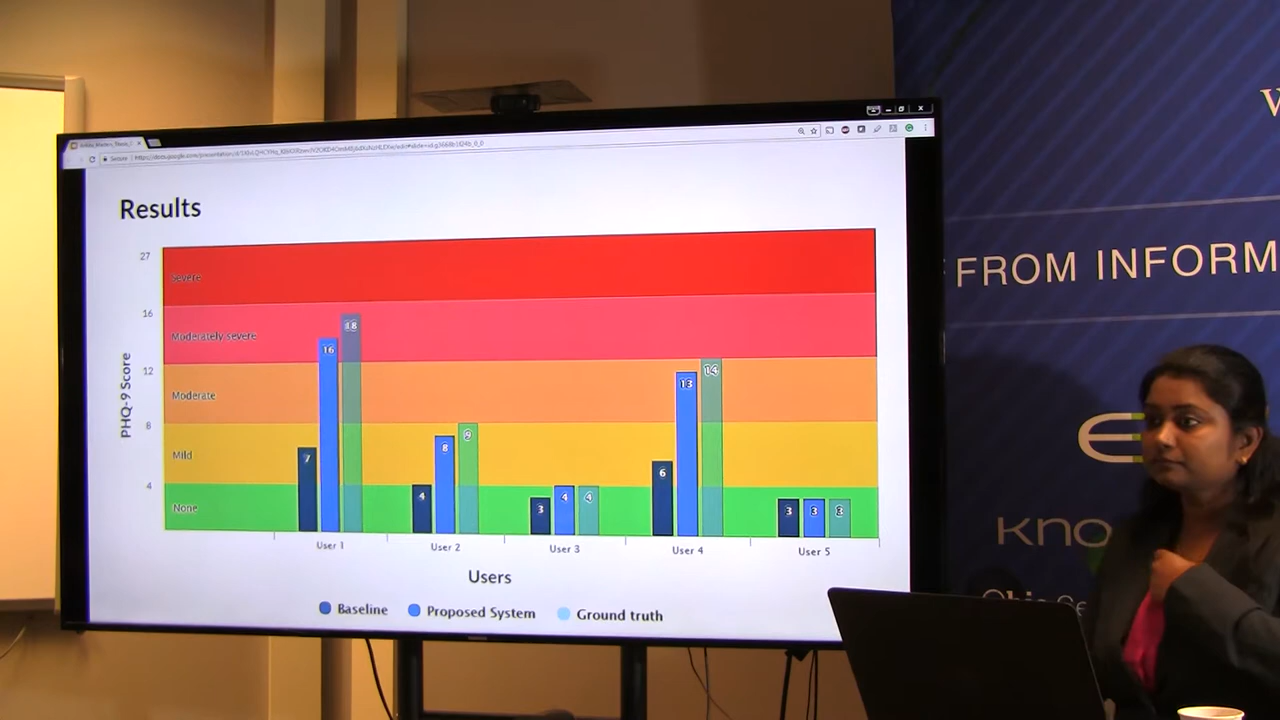 Secure
Results
27
Severe
16
Moderately severe
12
Moderate
8
Mild
4
None
PHQ-9 Score
7
16
18
4
8
9
3
4
4
6
13
14
3
3
3
User 1
User 2
User 3
User 4
User 5
Users
Baseline
Proposed System
Ground truth
FROM INFORM
kno